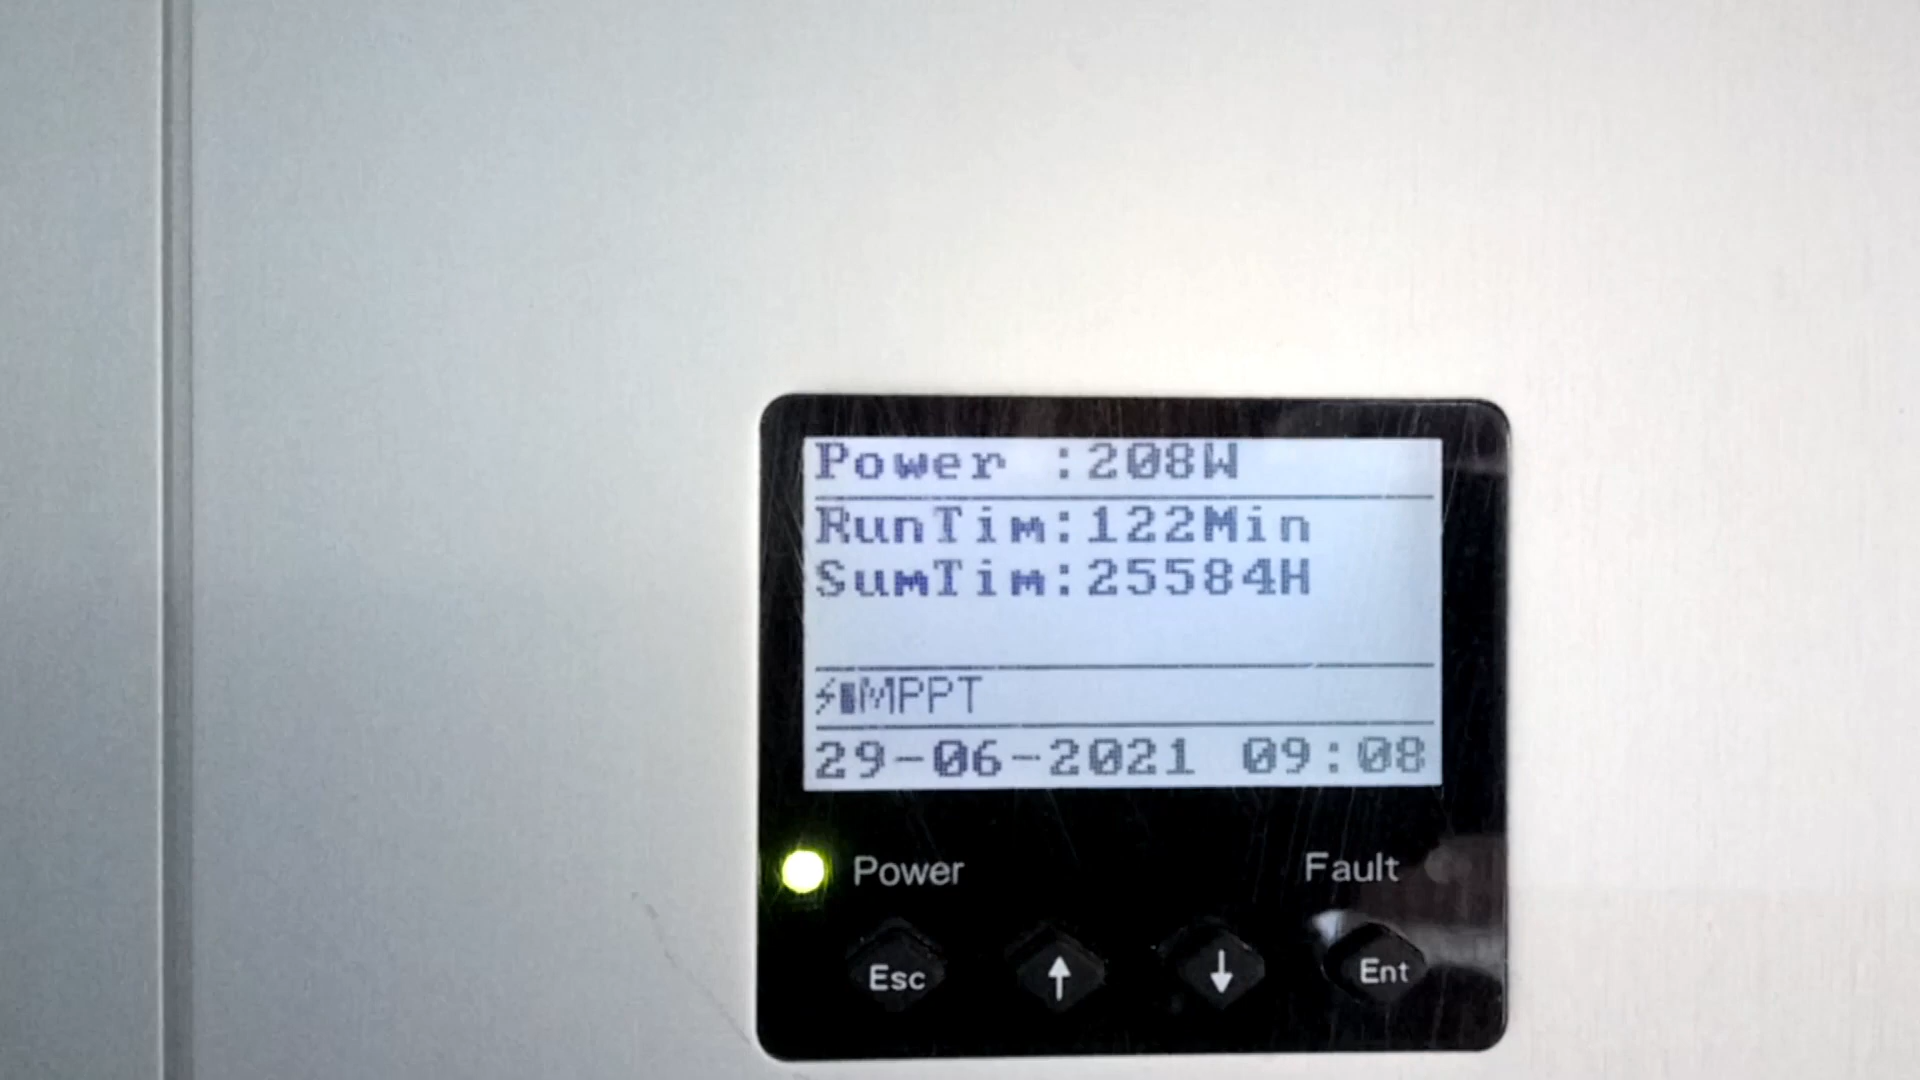 Power :208W
RunTim:122Min
SumTim:25584H
MPPT
29-06-2021 09:08
Power Fault
Esc ↑ ↓ Ent